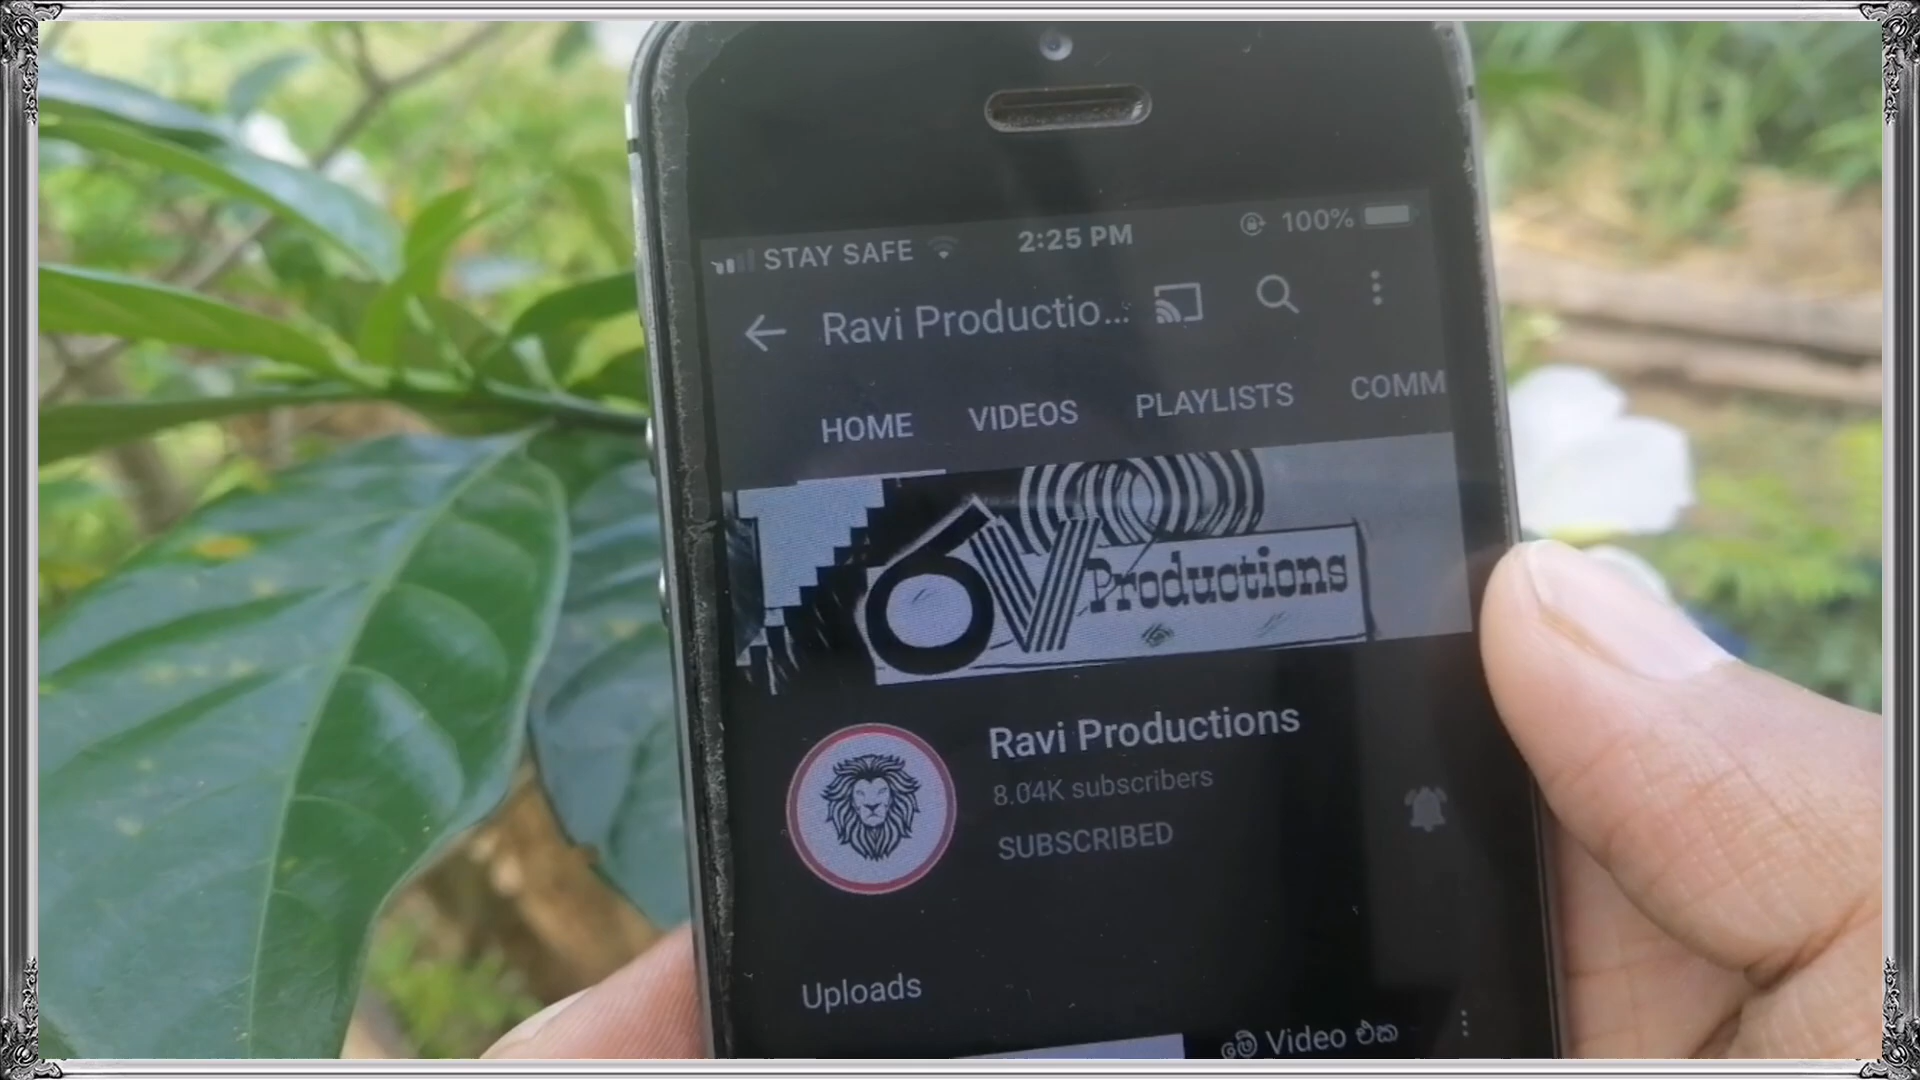 STAY SAFE 2:25 PM 100%
Ravi Productio...
HOME VIDEOS PLAYLISTS COMM
6V Productions
Ravi Productions
8.04K subscribers
SUBSCRIBED
Uploads
මේ Video එක